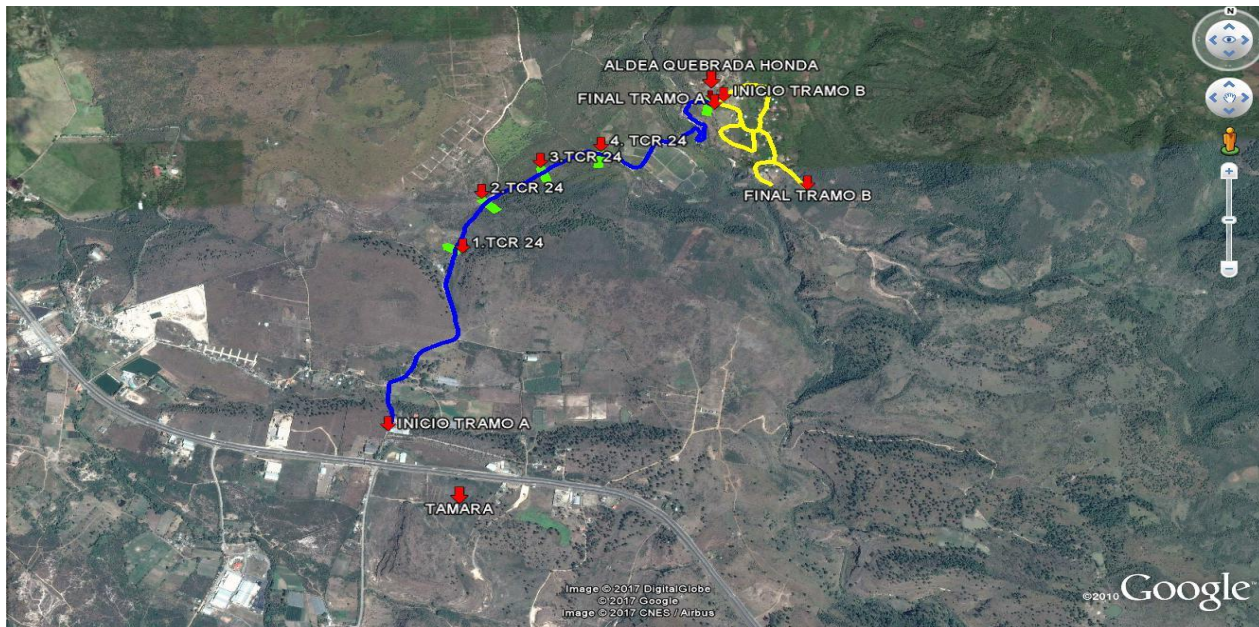 N
ALDEA QUEBRADA HONDA
FINAL TRAMO A
INICIO TRAMO B
4. TCR 24
3.TCR 24
2.TCR 24
FINAL TRAMO B
1.TCR 24
INICIO TRAMO A
TAMARA
Image © 2017 DigitalGlobe
© 2017 Google
Image © 2017 CNES / Airbus
©2010 Google